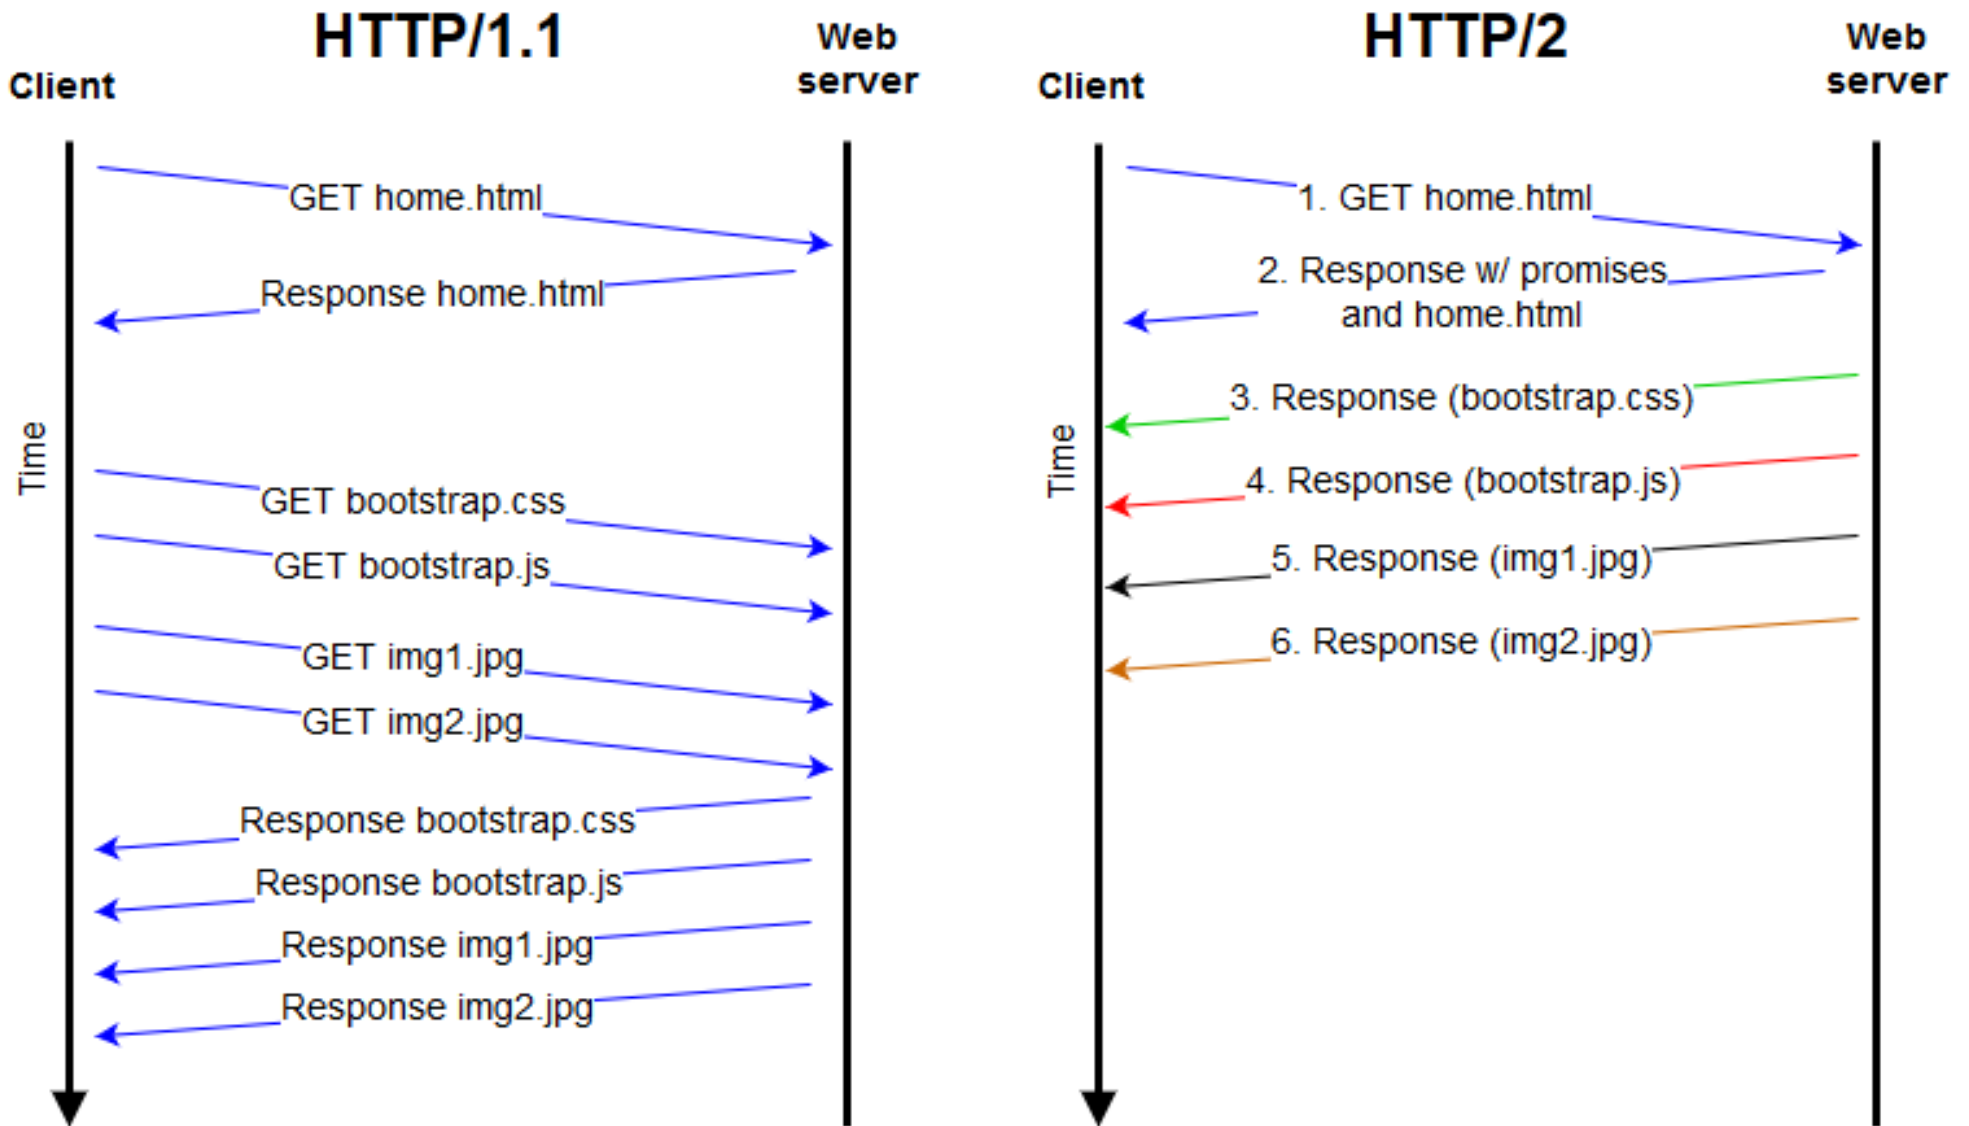 HTTP/1.1
Client
Web
server
Time
GET home.html
Response home.html
GET bootstrap.css
GET bootstrap.js
GET img1.jpg
GET img2.jpg
Response bootstrap.css
Response bootstrap.js
Response img1.jpg
Response img2.jpg
HTTP/2
Client
Web
server
Time
1. GET home.html
2. Response w/ promises
and home.html
3. Response (bootstrap.css)
4. Response (bootstrap.js)
5. Response (img1.jpg)
6. Response (img2.jpg)